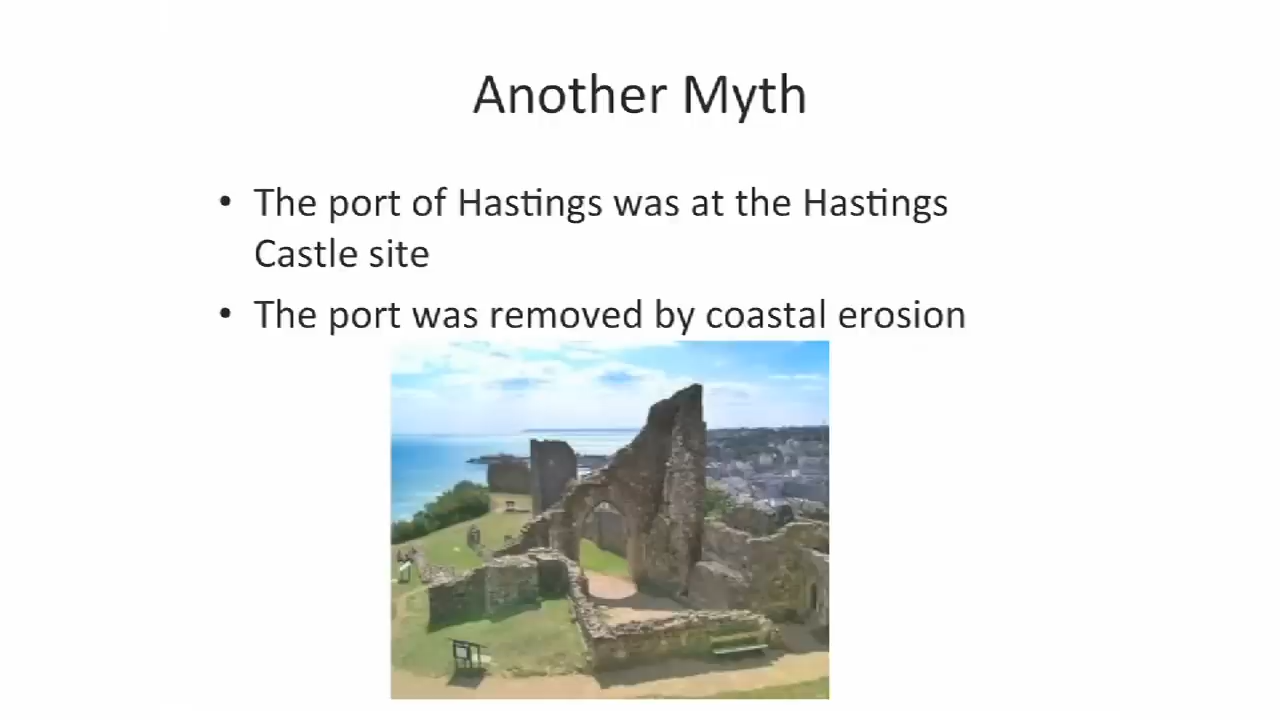 Another Myth
• The port of Hastings was at the Hastings
Castle site
• The port was removed by coastal erosion